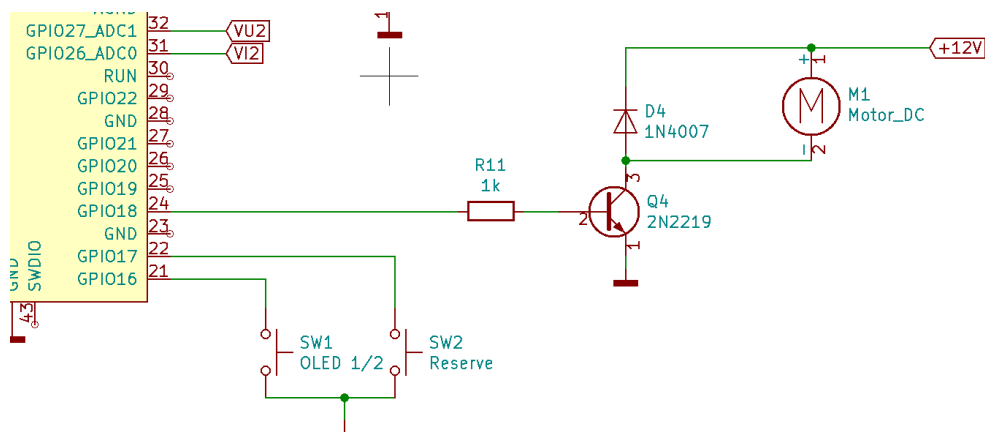 32
GPIO27_ADC1
VU2
31
GPIO26_ADC0
VI2
30
RUN
29
GPIO22
28
GND
27
GPIO21
26
GPIO20
25
GPIO19
24
GPIO18
23
GND
22
GPIO17
21
GPIO16
GND
SWDIO
43
1
+12V
+
1
M
M1
Motor_DC
-
2
D4
1N4007
R11
1k
3
2
Q4
2N2219
1
SW1
OLED 1/2
SW2
Reserve